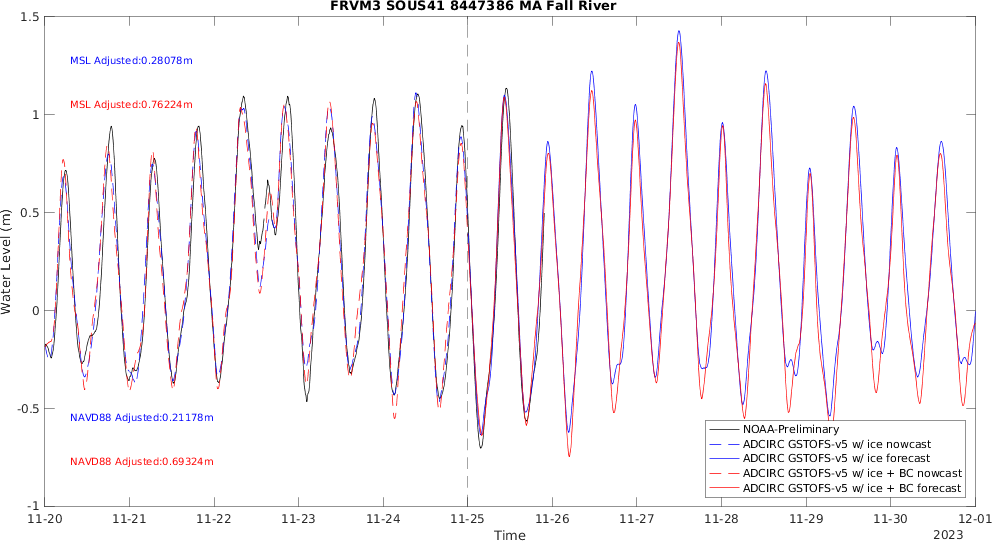 FRVM3 SOUS41 8447386 MA Fall River
Water Level (m)
1.5
1
0.5
0
-0.5
-1
MSL Adjusted:0.28078m
MSL Adjusted:0.76224m
NAVD88 Adjusted:0.21178m
NAVD88 Adjusted:0.69324m
NOAA-Preliminary
ADCIRC GSTOFS-v5 w/ ice nowcast
ADCIRC GSTOFS-v5 w/ ice forecast
ADCIRC GSTOFS-v5 w/ ice + BC nowcast
ADCIRC GSTOFS-v5 w/ ice + BC forecast
11-20 11-21 11-22 11-23 11-24 11-25 11-26 11-27 11-28 11-29 11-30 12-01
Time
2023